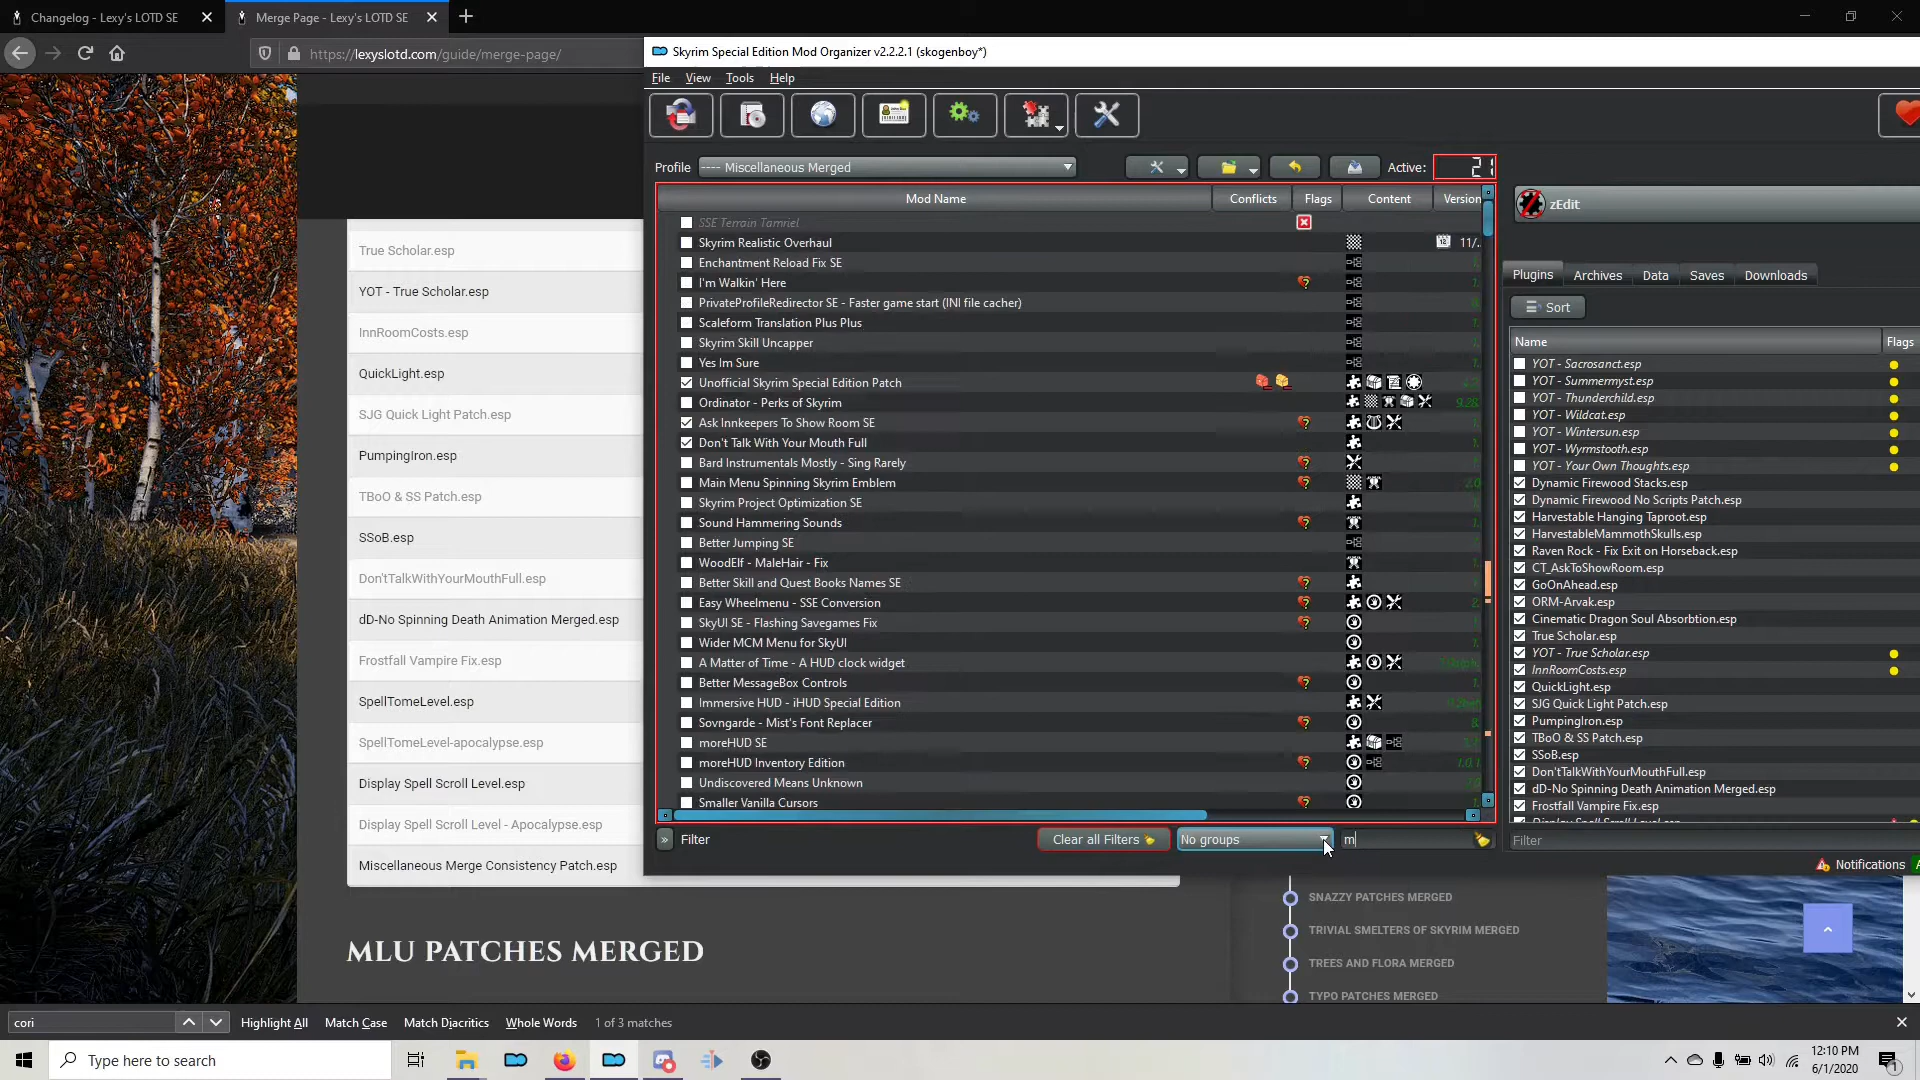 Changelog - Lexy's LOTD SE
Merge Page - Lexy's LOTD SE
https://lexyslotd.com/guide/merge-page/
Skyrim Special Edition Mod Organizer v2.2.2.1 (skogenboy*)
File View Tools Help
Profile ---- Miscellaneous Merged Active: 21
Mod Name Conflicts Flags Content Version
SSE Terrain Tamriel
Skyrim Realistic Overhaul 11/..
Enchantment Reload Fix SE
I'm Walkin' Here
PrivateProfileRedirector SE - Faster game start (INI file cacher)
Scaleform Translation Plus Plus
Skyrim Skill Uncapper
Yes Im Sure
Unofficial Skyrim Special Edition Patch
Ordinator - Perks of Skyrim 9.28
Ask Innkeepers To Show Room SE
Don't Talk With Your Mouth Full
Bard Instrumentals Mostly - Sing Rarely
Main Menu Spinning Skyrim Emblem 2.0
Skyrim Project Optimization SE
Sound Hammering Sounds
Better Jumping SE
WoodElf - MaleHair - Fix
Better Skill and Quest Books Names SE
Easy Wheelmenu - SSE Conversion
SkyUI SE - Flashing Savegames Fix
Wider MCM Menu for SkyUI
A Matter of Time - A HUD clock widget
Better MessageBox Controls
Immersive HUD - iHUD Special Edition
Sovngarde - Mist's Font Replacer
moreHUD SE
moreHUD Inventory Edition 1.0.1
Undiscovered Means Unknown
Smaller Vanilla Cursors
» Filter Clear all Filters No groups m
zEdit
Plugins Archives Data Saves Downloads
Sort
Name Flags
YOT - Sacrosanct.esp
YOT - Summermyst.esp
YOT - Thunderchild.esp
YOT - Wildcat.esp
YOT - Wintersun.esp
YOT - Wyrmstooth.esp
YOT - Your Own Thoughts.esp
Dynamic Firewood Stacks.esp
Dynamic Firewood No Scripts Patch.esp
Harvestable Hanging Taproot.esp
HarvestableMammothSkulls.esp
Raven Rock - Fix Exit on Horseback.esp
CT_AskToShowRoom.esp
GoOnAhead.esp
ORM-Arvak.esp
Cinematic Dragon Soul Absorbtion.esp
True Scholar.esp
YOT - True Scholar.esp
InnRoomCosts.esp
QuickLight.esp
SJG Quick Light Patch.esp
PumpingIron.esp
TBoO & SS Patch.esp
SSoB.esp
Don'tTalkWithYourMouthFull.esp
dD-No Spinning Death Animation Merged.esp
Frostfall Vampire Fix.esp
Display Spell Scroll Level.esp
Filter
Notifications
True Scholar.esp
YOT - True Scholar.esp
InnRoomCosts.esp
QuickLight.esp
SJG Quick Light Patch.esp
PumpingIron.esp
TBoO & SS Patch.esp
SSoB.esp
Don'tTalkWithYourMouthFull.esp
dD-No Spinning Death Animation Merged.esp
Frostfall Vampire Fix.esp
SpellTomeLevel.esp
SpellTomeLevel-apocalypse.esp
Display Spell Scroll Level.esp
Display Spell Scroll Level - Apocalypse.esp
Miscellaneous Merge Consistency Patch.esp
MLU PATCHES MERGED
SNAZZY PATCHES MERGED
TRIVIAL SMELTERS OF SKYRIM MERGED
TREES AND FLORA MERGED
TYPO PATCHES MERGED
cori Highlight All Match Case Match Diacritics Whole Words 1 of 3 matches
Type here to search
12:10 PM
6/1/2020